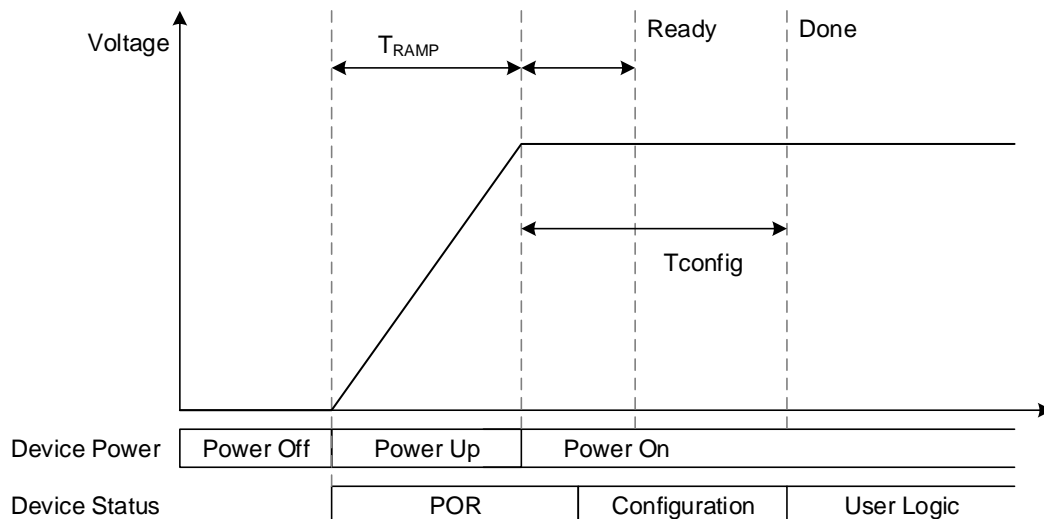 Voltage
T_RAMP
Ready
Done
Tconfig
Device Power Power Off Power Up Power On
Device Status POR Configuration User Logic